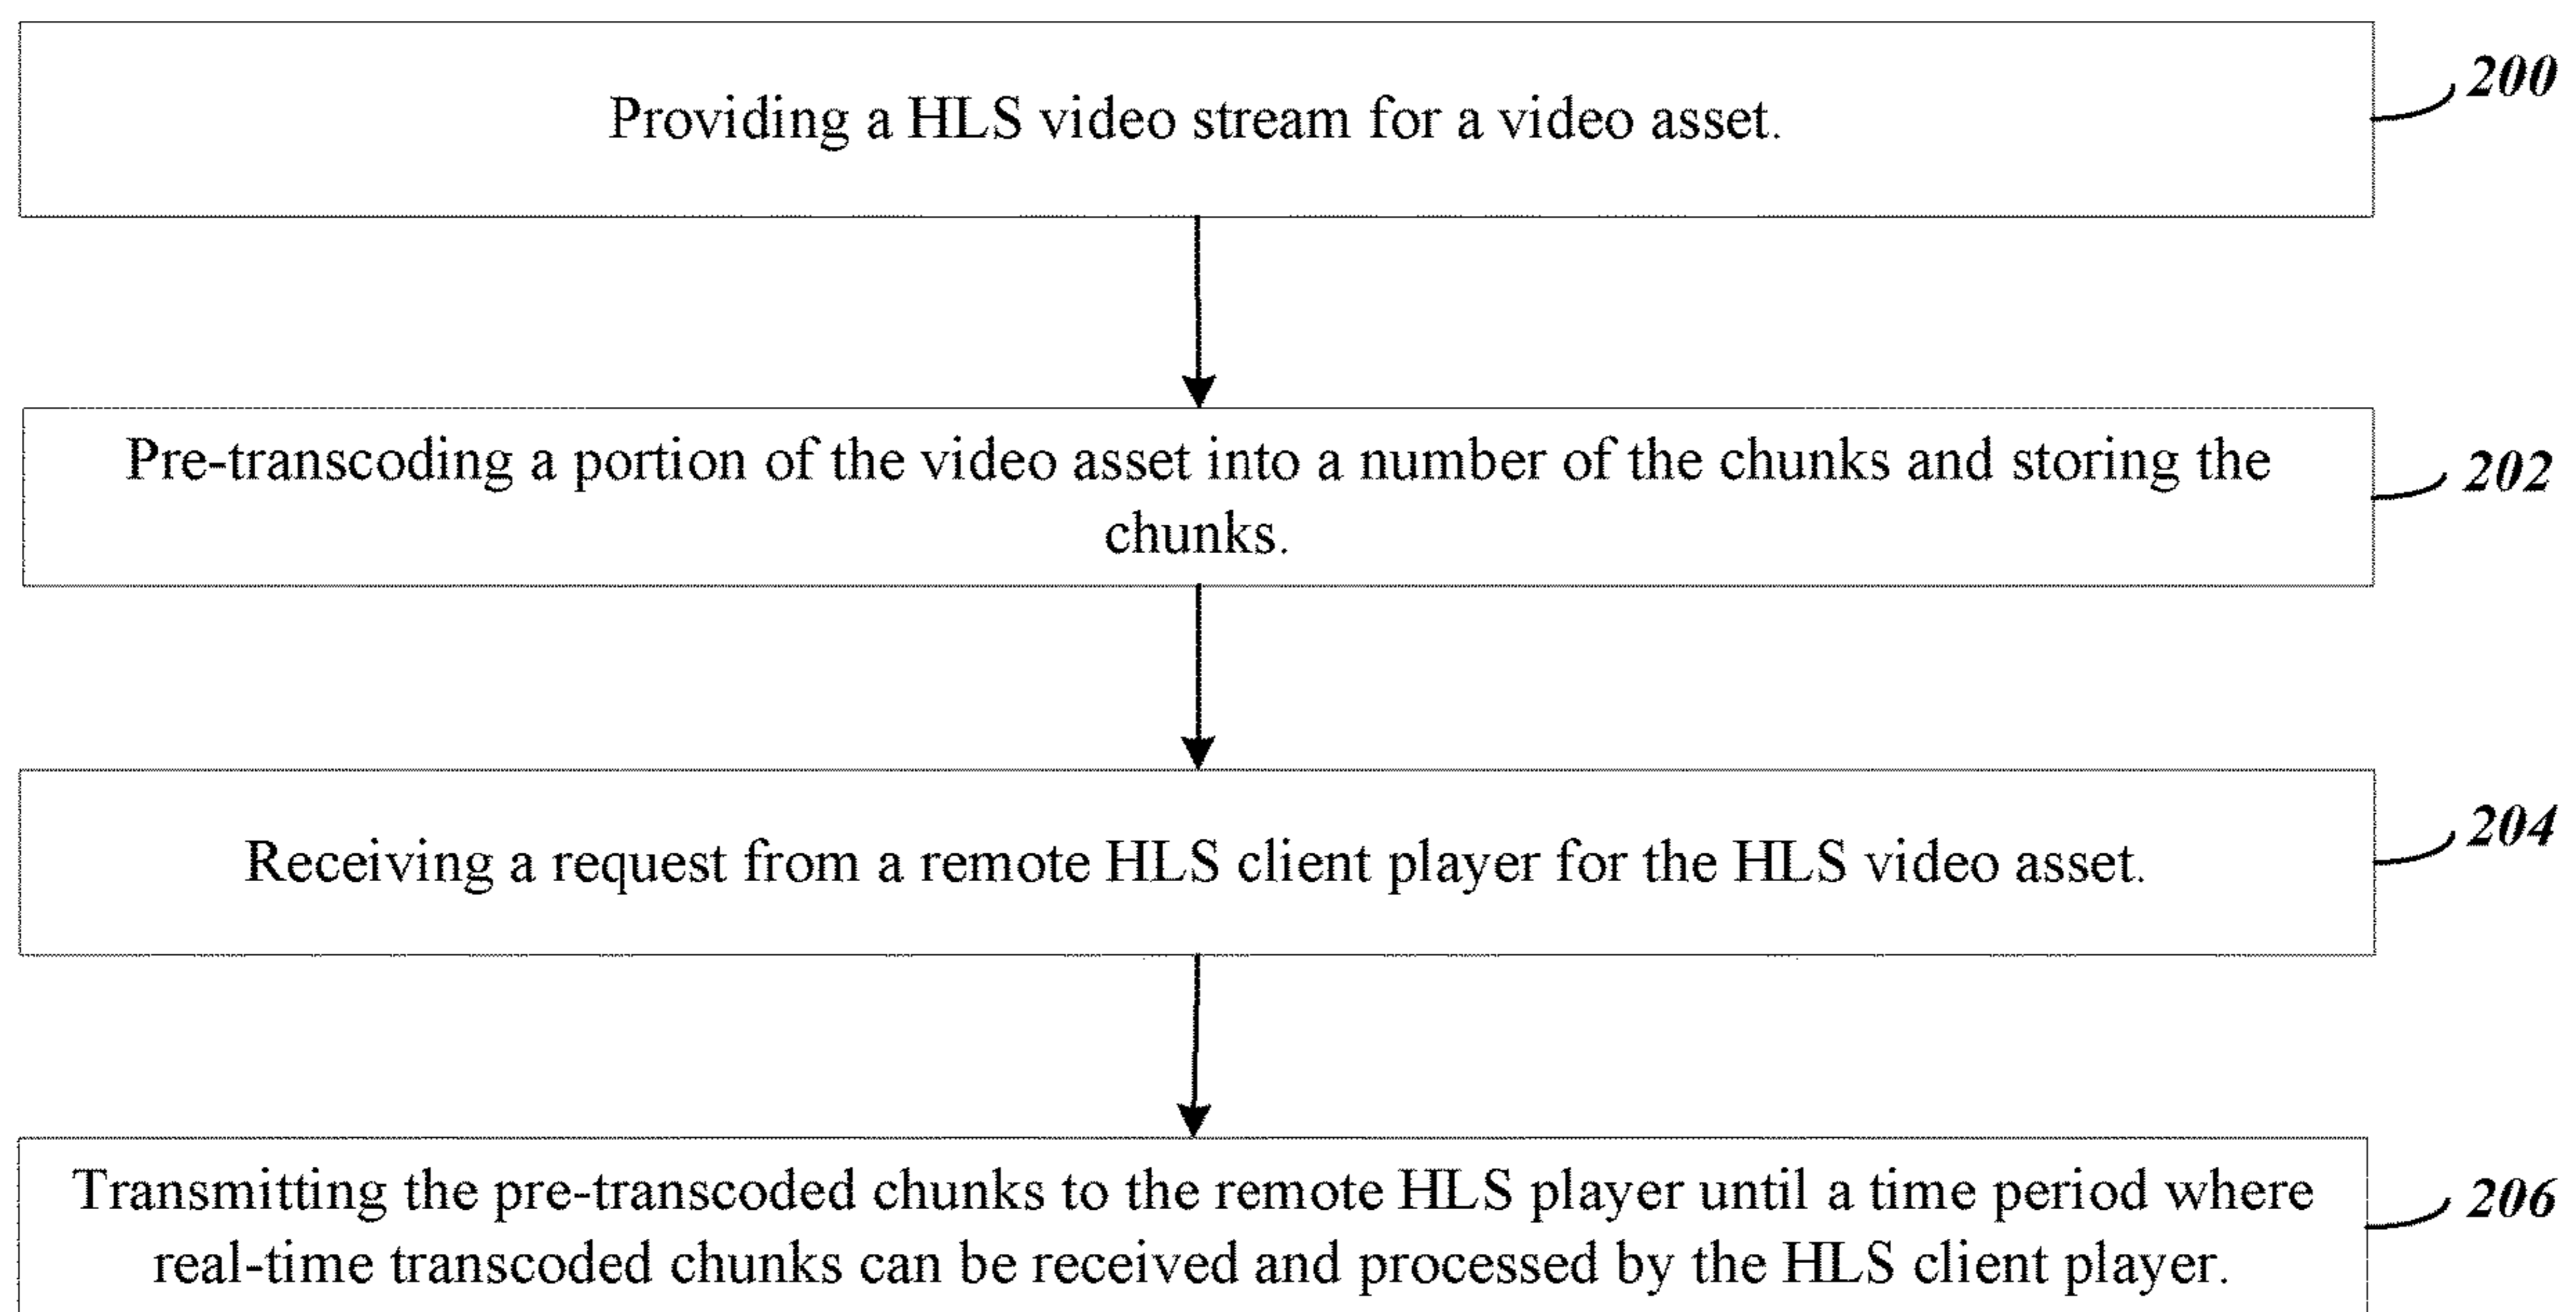 Providing a HLS video stream for a video asset.
200
Pre-transcoding a portion of the video asset into a number of the chunks and storing the
chunks.
202
Receiving a request from a remote HLS client player for the HLS video asset.
204
Transmitting the pre-transcoded chunks to the remote HLS player until a time period where
real-time transcoded chunks can be received and processed by the HLS client player.
206